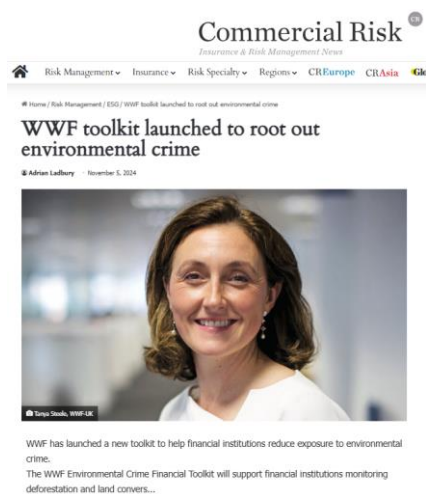 CR
Commercial Risk
Insurance & Risk Management News
Risk Management Insurance Risk Specialty Regions CREurope CRAsia
Home / Risk Management / ESG / WWF toolkit launched to root out environmental crime
WWF toolkit launched to root out
environmental crime
Adrian Ladbury · November 5, 2024
Tanya Steele, WWF-UK
WWF has launched a new toolkit to help financial institutions reduce exposure to environmental
crime.
The WWF Environmental Crime Financial Toolkit will support financial institutions monitoring
deforestation and land convers...